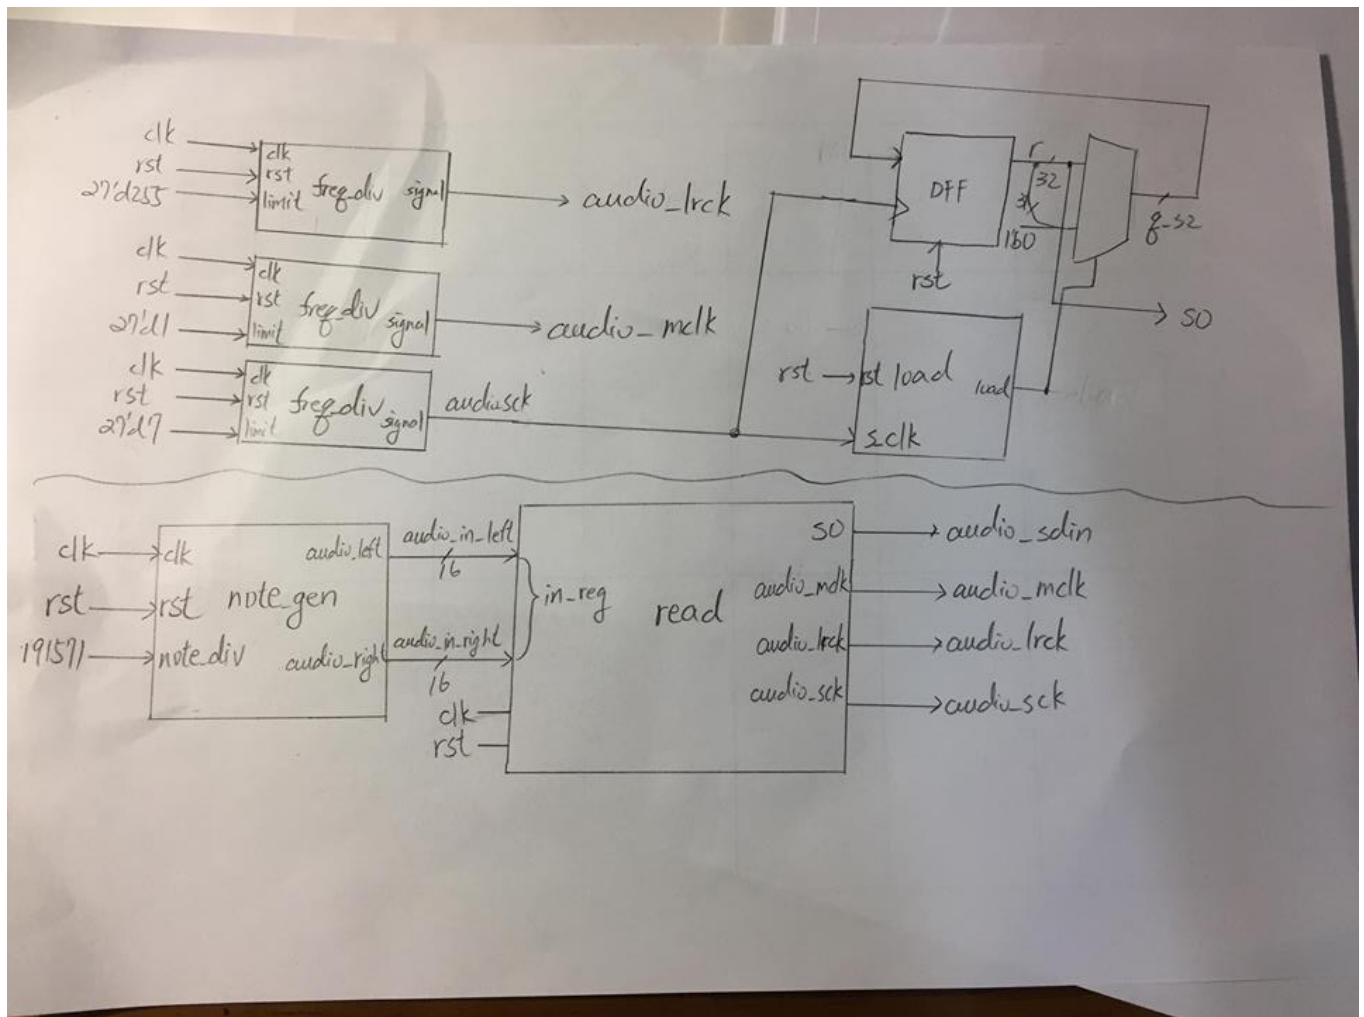 clk
rst
27'd255
clk
rst
limit
freq_div
signal
audio_lrck
clk
rst
27'd1
clk
rst
limit
freq_div
signal
audio_mclk
clk
rst
27'd7
clk
rst
limit
freq_div
signal
audio_sck
DFF
rst
r
32
31
1'b0
SO
rst
rst load
load
sclk
clk
rst
191571
clk
rst
note_div
note_gen
audio_left
audio_right
audio_in_left
16
audio_in_right
16
clk
rst
in_reg
read
SO
audio_mclk
audio_lrck
audio_sck
audio_sdin
audio_mclk
audio_lrck
audio_sck